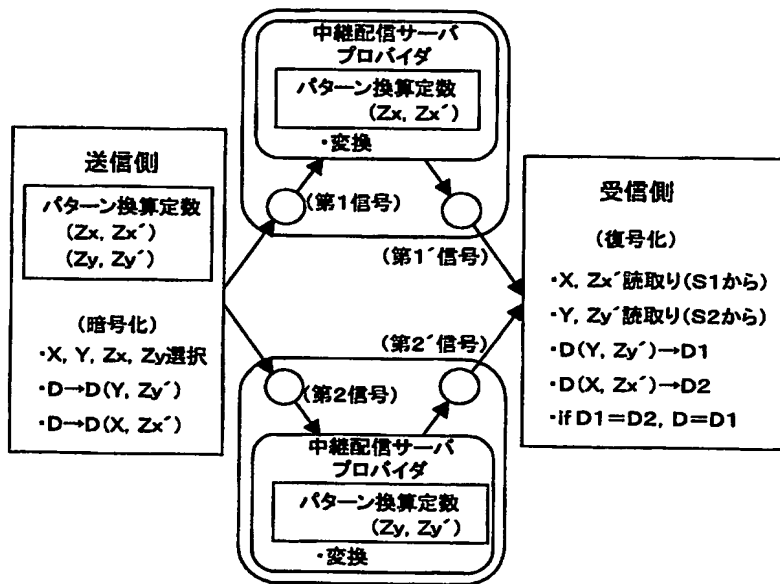 中継配信サーバ
プロバイダ
パターン換算定数
(Zx, Zx´)
・変換
(第1信号)
(第1´信号)
送信側
パターン換算定数
(Zx, Zx´)
(Zy, Zy´)
(暗号化)
・X, Y, Zx, Zy選択
・D→D(Y, Zy´)
・D→D(X, Zx´)
受信側
(復号化)
・X, Zx´読取り(S1から)
・Y, Zy´読取り(S2から)
・D(Y, Zy´)→D1
・D(X, Zx´)→D2
・if D1=D2, D=D1
(第2´信号)
(第2信号)
中継配信サーバ
プロバイダ
パターン換算定数
(Zy, Zy´)
・変換